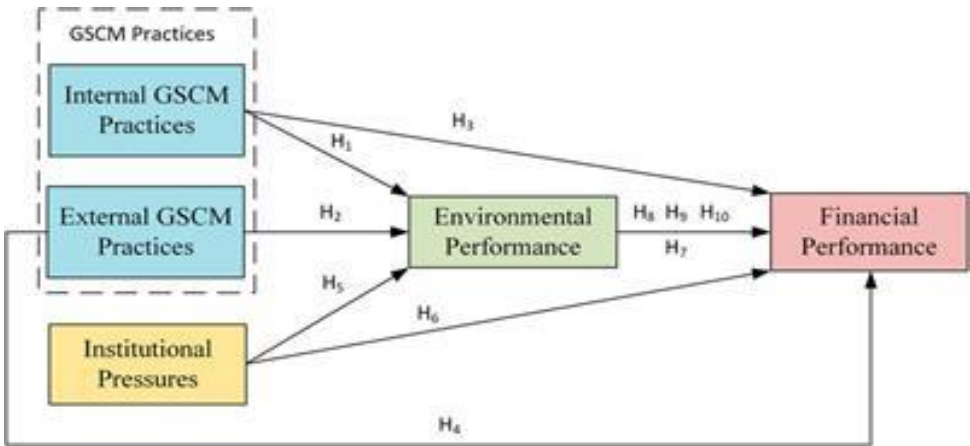 GSCM Practices
Internal GSCM
Practices
H₃
H₁
External GSCM
Practices
H₂
Environmental
Performance
H₈ H₉ H₁₀
H₇
Financial
Performance
H₅
H₆
Institutional
Pressures
H₄